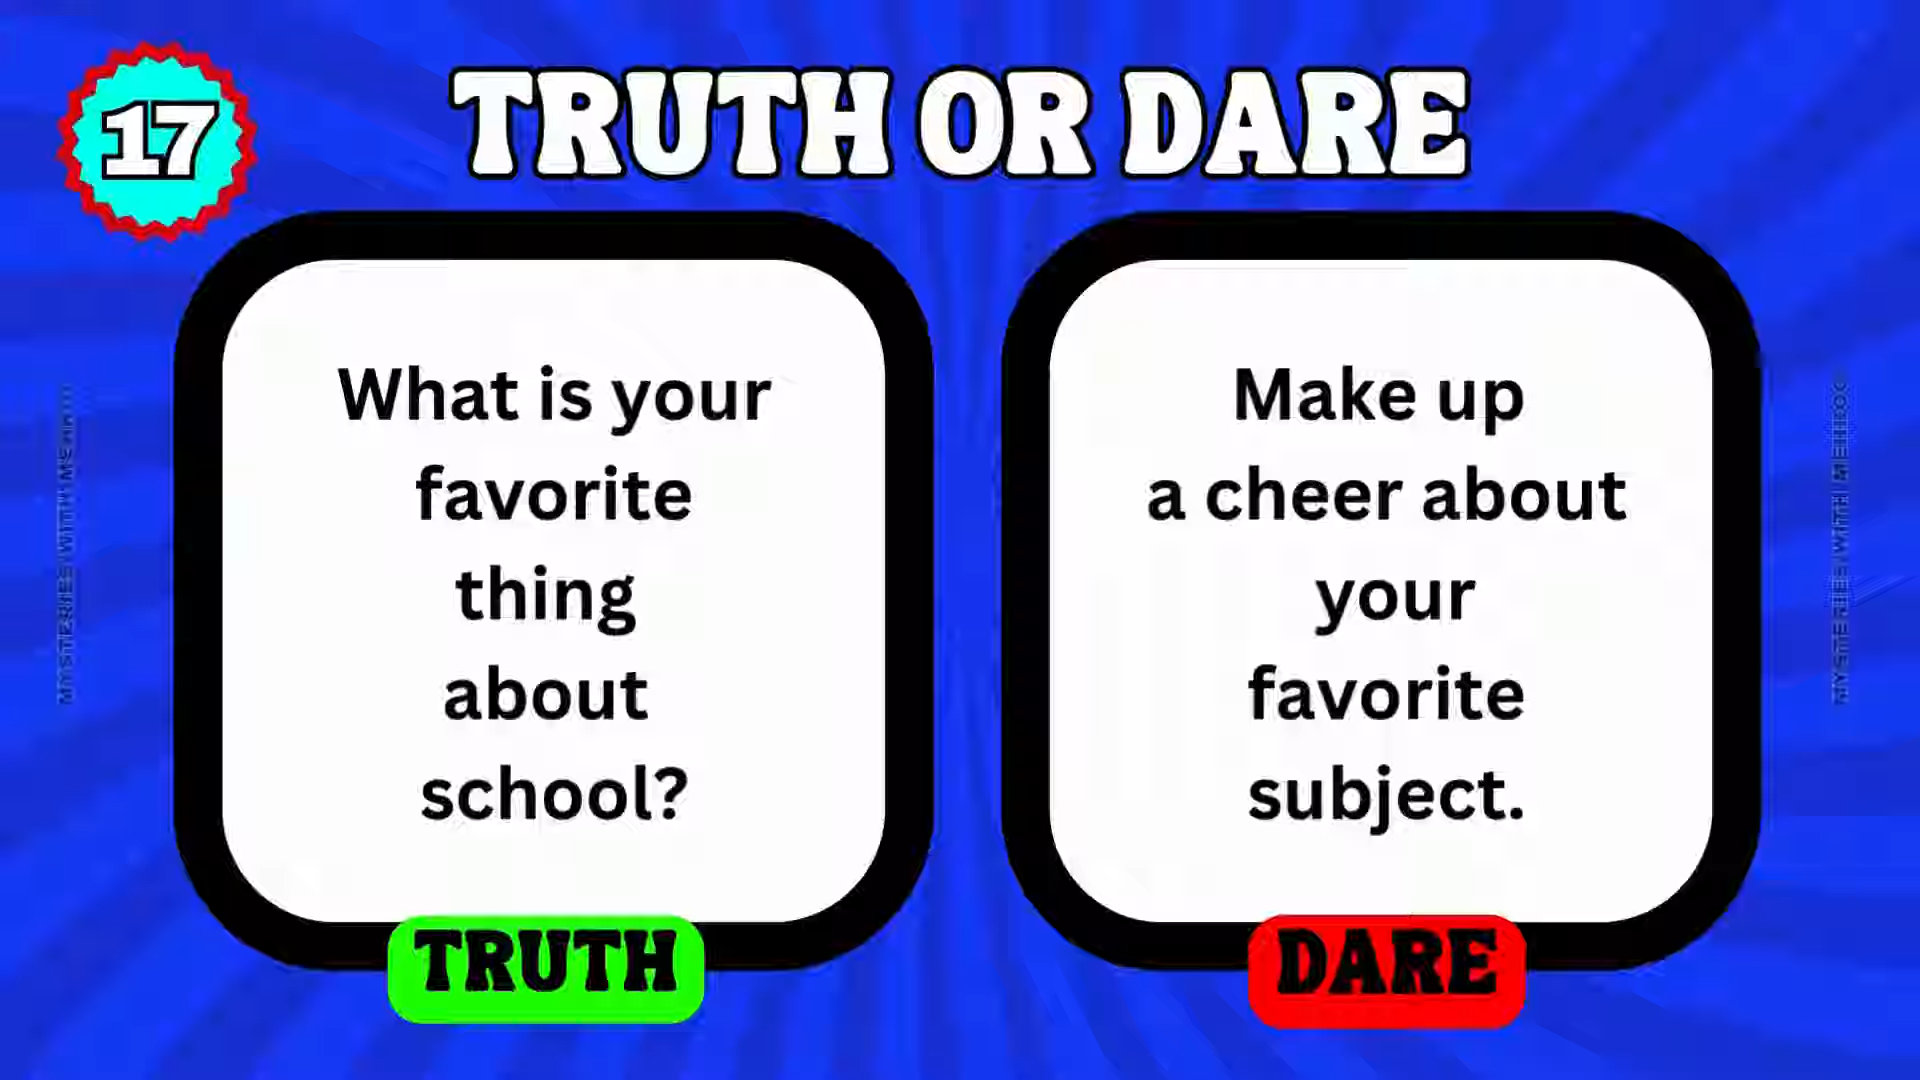 17
TRUTH OR DARE
What is your
favorite
thing
about
school?
TRUTH
Make up
a cheer about
your
favorite
subject.
DARE